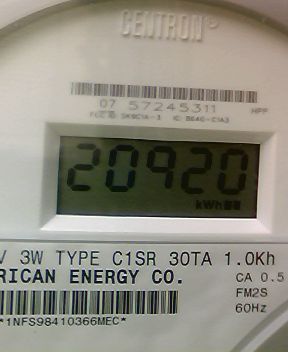 CENTRON®
07 57245311 HPP
20920
kWh
V 3W TYPE C1SR 30TA 1.0Kh
RICAN ENERGY CO. CA 0.5
FM2S
*1NFS98410366MEC* 60Hz